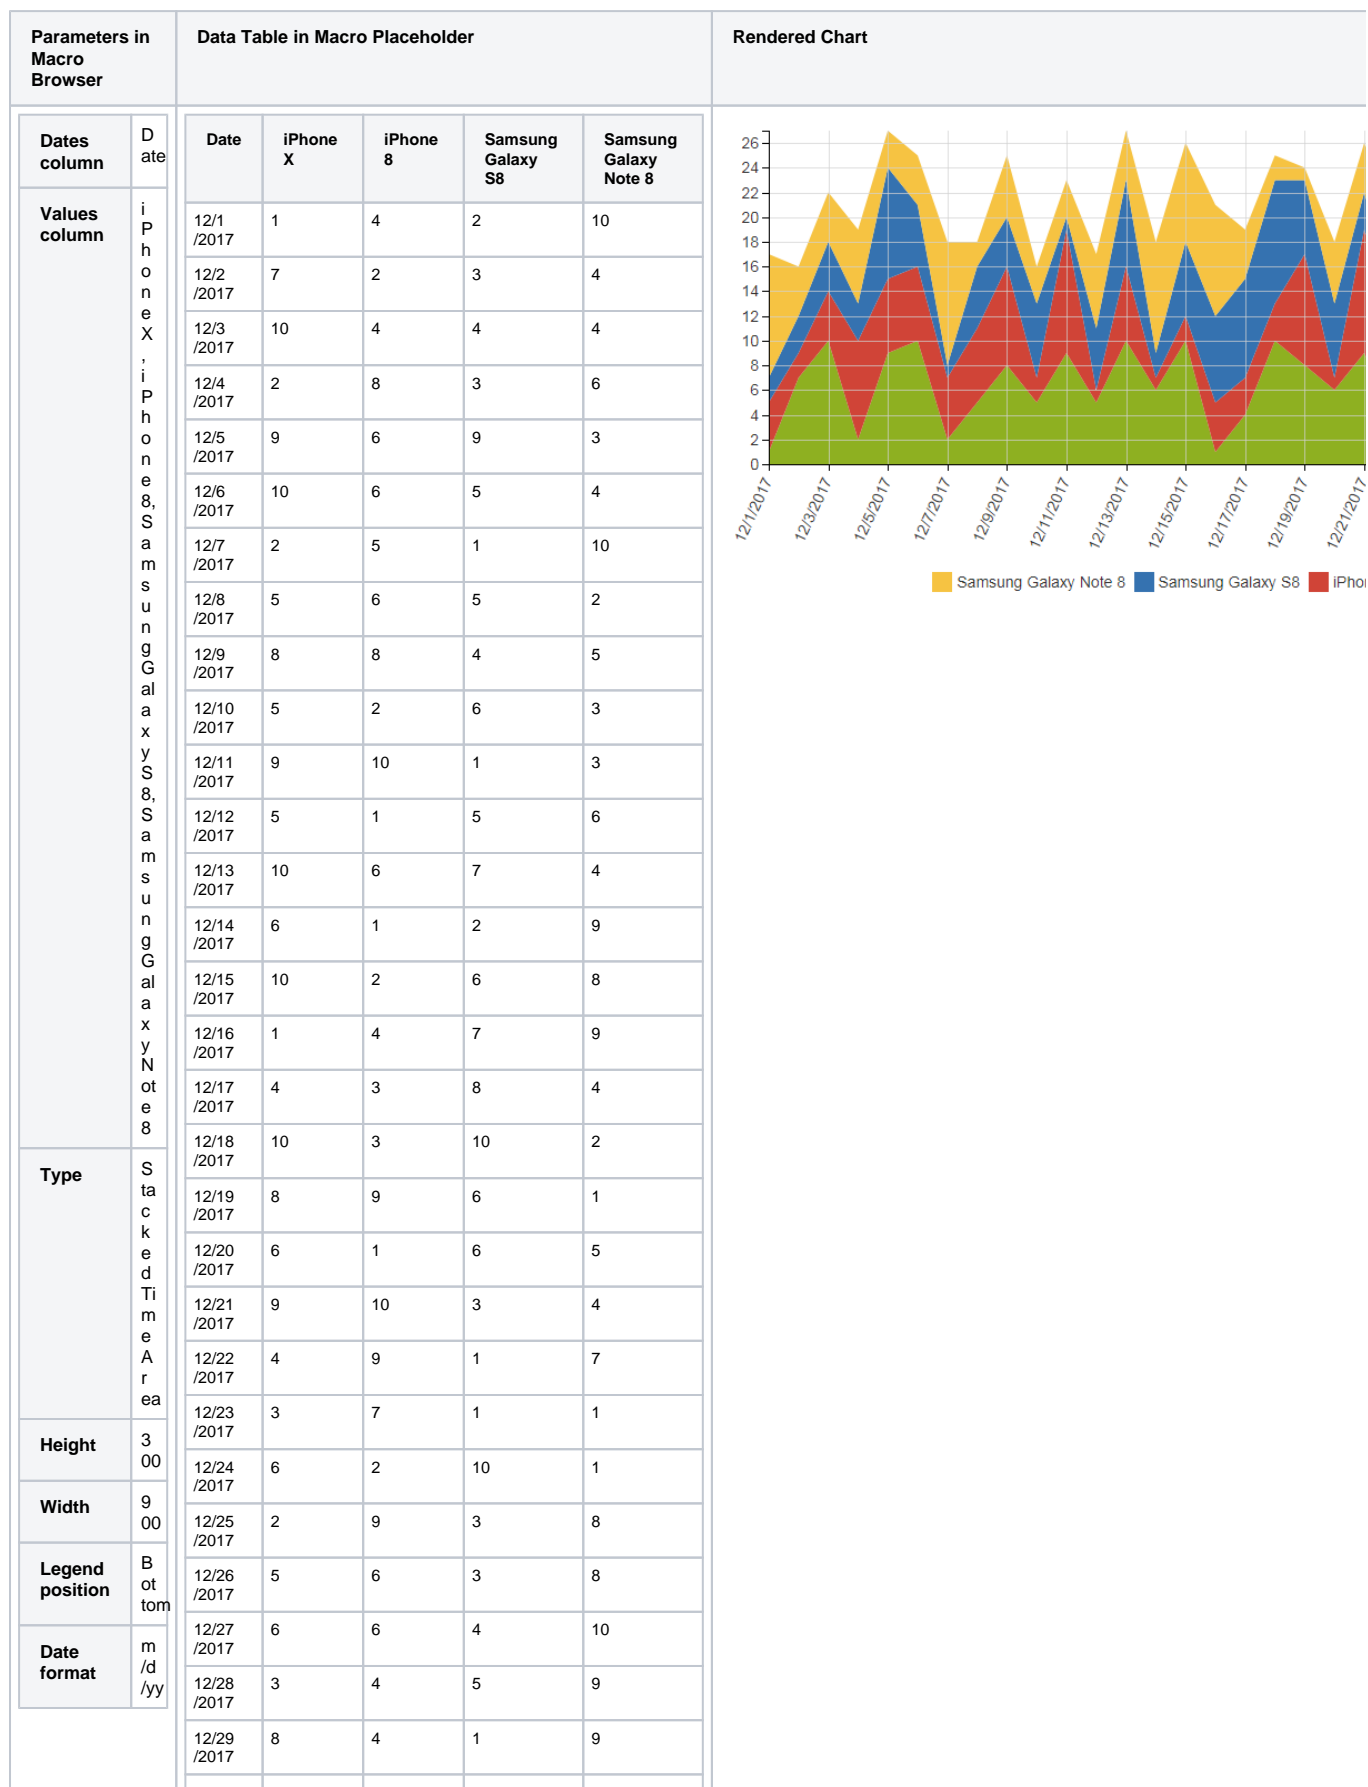 Parameters in
Macro
Browser
Data Table in Macro Placeholder
Rendered Chart
Dates
column
D
ate
Values
column
i
P
h
o
n
e
X
,
i
P
h
o
n
e
8,
S
a
m
s
u
n
g
G
al
a
x
y
S
8,
S
a
m
s
u
n
g
G
al
a
x
y
N
ot
e
8
Type
S
ta
c
k
e
d
Ti
m
e
A
r
ea
Height
3
00
Width
9
00
Legend
position
B
ot
tom
Date
format
m
/d
/yy
Date
iPhone
X
iPhone
8
Samsung
Galaxy
S8
Samsung
Galaxy
Note 8
12/1
/2017
1
4
2
10
12/2
/2017
7
2
3
4
12/3
/2017
10
4
4
4
12/4
/2017
2
8
3
6
12/5
/2017
9
6
9
3
12/6
/2017
10
6
5
4
12/7
/2017
2
5
1
10
12/8
/2017
5
6
5
2
12/9
/2017
8
8
4
5
12/10
/2017
5
2
6
3
12/11
/2017
9
10
1
3
12/12
/2017
5
1
5
6
12/13
/2017
10
6
7
4
12/14
/2017
6
1
2
9
12/15
/2017
10
2
6
8
12/16
/2017
1
4
7
9
12/17
/2017
4
3
8
4
12/18
/2017
10
3
10
2
12/19
/2017
8
9
6
1
12/20
/2017
6
1
6
5
12/21
/2017
9
10
3
4
12/22
/2017
4
9
1
7
12/23
/2017
3
7
1
1
12/24
/2017
6
2
10
1
12/25
/2017
2
9
3
8
12/26
/2017
5
6
3
8
12/27
/2017
6
6
4
10
12/28
/2017
3
4
5
9
12/29
/2017
8
4
1
9
26
24
22
20
18
16
14
12
10
8
6
4
2
0
12/1/2017
12/3/2017
12/5/2017
12/7/2017
12/9/2017
12/11/2017
12/13/2017
12/15/2017
12/17/2017
12/19/2017
12/21/2017
Samsung Galaxy Note 8
Samsung Galaxy S8
iPho